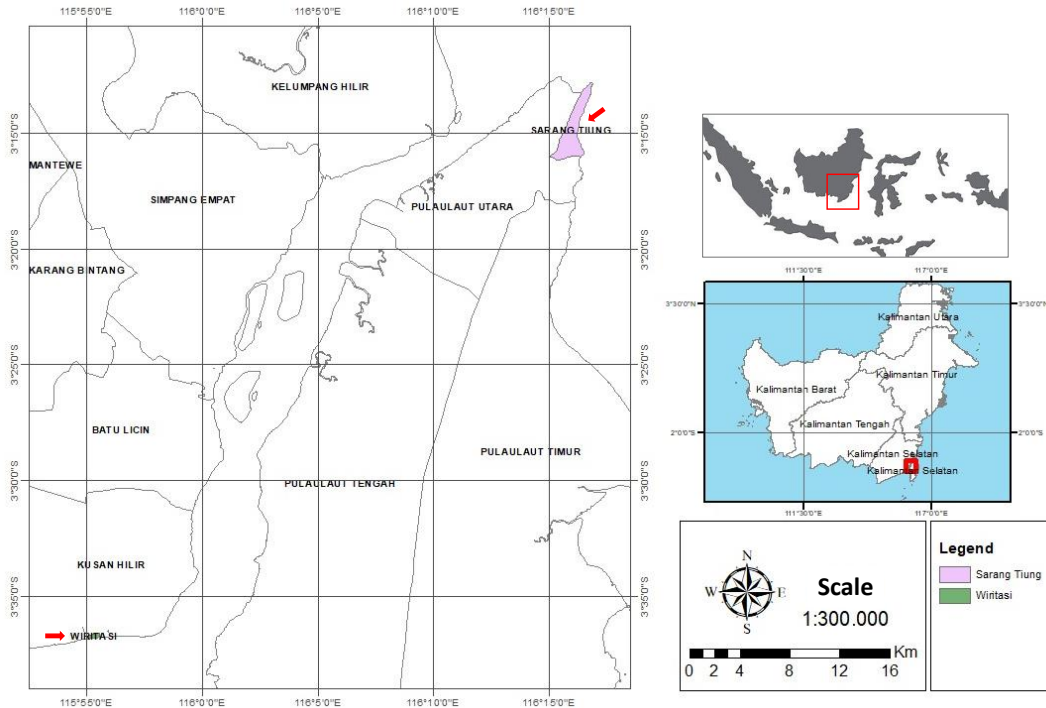 115°55'0"E 116°0'0"E 116°5'0"E 116°10'0"E 116°15'0"E
KELUMPANG HILIR
3°15'0"S SARANG TIUNG 3°15'0"S
MANTEWE
SIMPANG EMPAT
PULAULAUT UTARA
3°20'0"S 3°20'0"S
KARANG BINTANG
3°25'0"S 3°25'0"S
BATU LICIN
PULAULAUT TIMUR
3°30'0"S PULAULAUT TENGAH 3°30'0"S
KUSAN HILIR
3°35'0"S 3°35'0"S
WIRITASI
115°55'0"E 116°0'0"E 116°5'0"E 116°10'0"E 116°15'0"E
111°30'0"E 117°0'0"E
3°30'0"N 3°30'0"N
Kalimantan Utara
Kalimantan Timur
Kalimantan Barat
Kalimantan Tengah
2°0'0"S 2°0'0"S
Kalimantan Selatan
Kalimantan Selatan
111°30'0"E 117°0'0"E
N
W E
S
Scale
1:300.000
Km
0 2 4 8 12 16
Legend
Sarang Tiung
Wiritasi